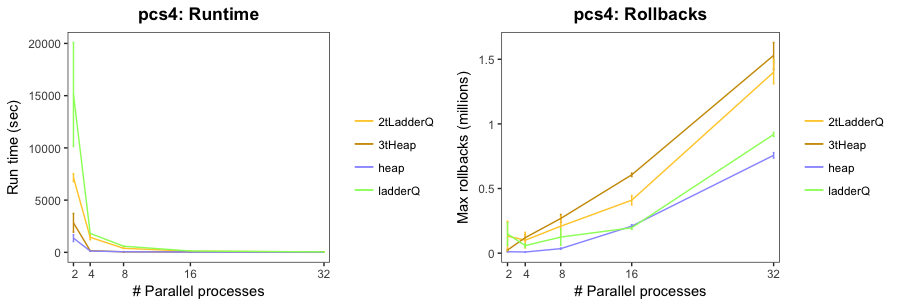 pcs4: Runtime
Run time (sec)
20000
15000
10000
5000
0
2 4 8 16 32
# Parallel processes
2tLadderQ
3tHeap
heap
ladderQ
pcs4: Rollbacks
Max rollbacks (millions)
1.5
1
0.5
0
2 4 8 16 32
# Parallel processes
2tLadderQ
3tHeap
heap
ladderQ